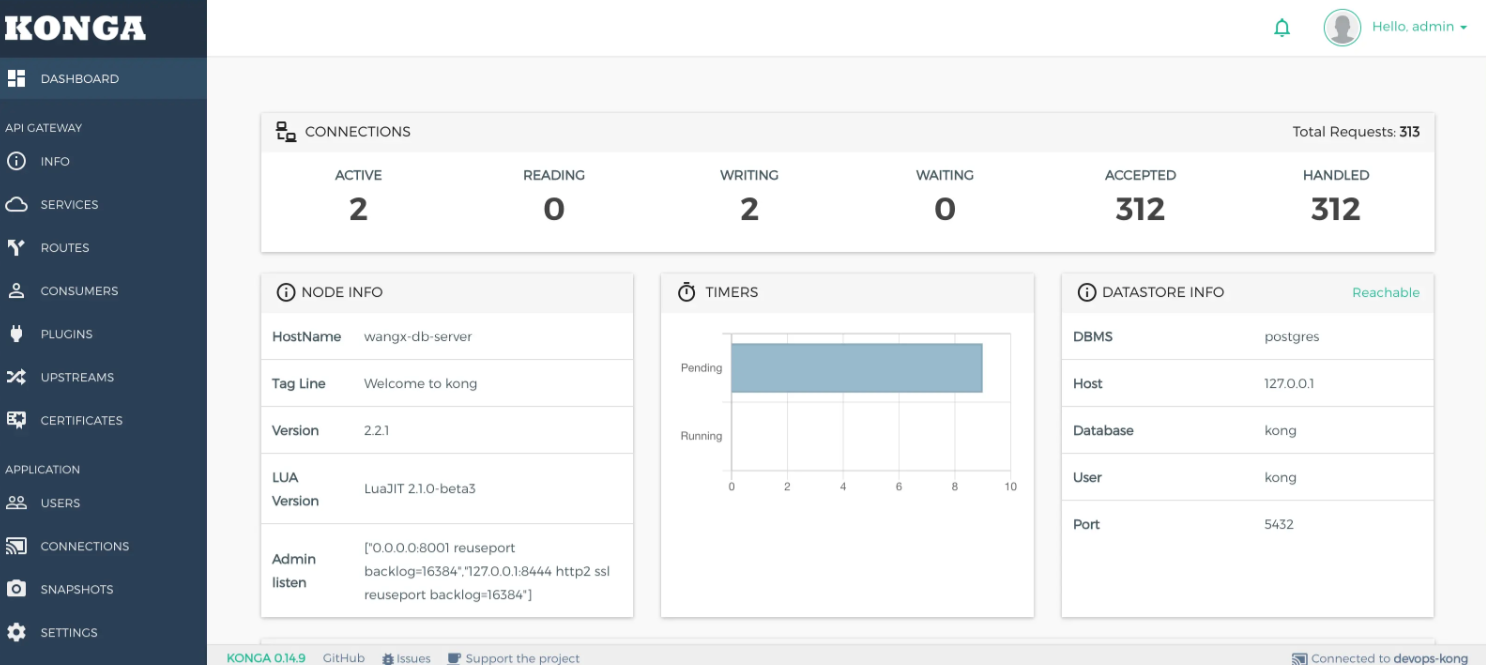 KONGA
Hello, admin
DASHBOARD
API GATEWAY
INFO
SERVICES
ROUTES
CONSUMERS
PLUGINS
UPSTREAMS
CERTIFICATES
APPLICATION
USERS
CONNECTIONS
SNAPSHOTS
SETTINGS
CONNECTIONS
Total Requests: 313
ACTIVE READING WRITING WAITING ACCEPTED HANDLED
2 0 2 0 312 312
NODE INFO
HostName wangx-db-server
Tag Line Welcome to kong
Version 2.2.1
LUA
Version
LuaJIT 2.1.0-beta3
Admin
listen
["0.0.0.0:8001 reuseport
backlog=16384","127.0.0.1:8444 http2 ssl
reuseport backlog=16384"]
TIMERS
Pending
Running
0 2 4 6 8 10
DATASTORE INFO Reachable
DBMS postgres
Host 127.0.0.1
Database kong
User kong
Port 5432
KONGA 0.14.9 GitHub Issues Support the project Connected to devops-kong